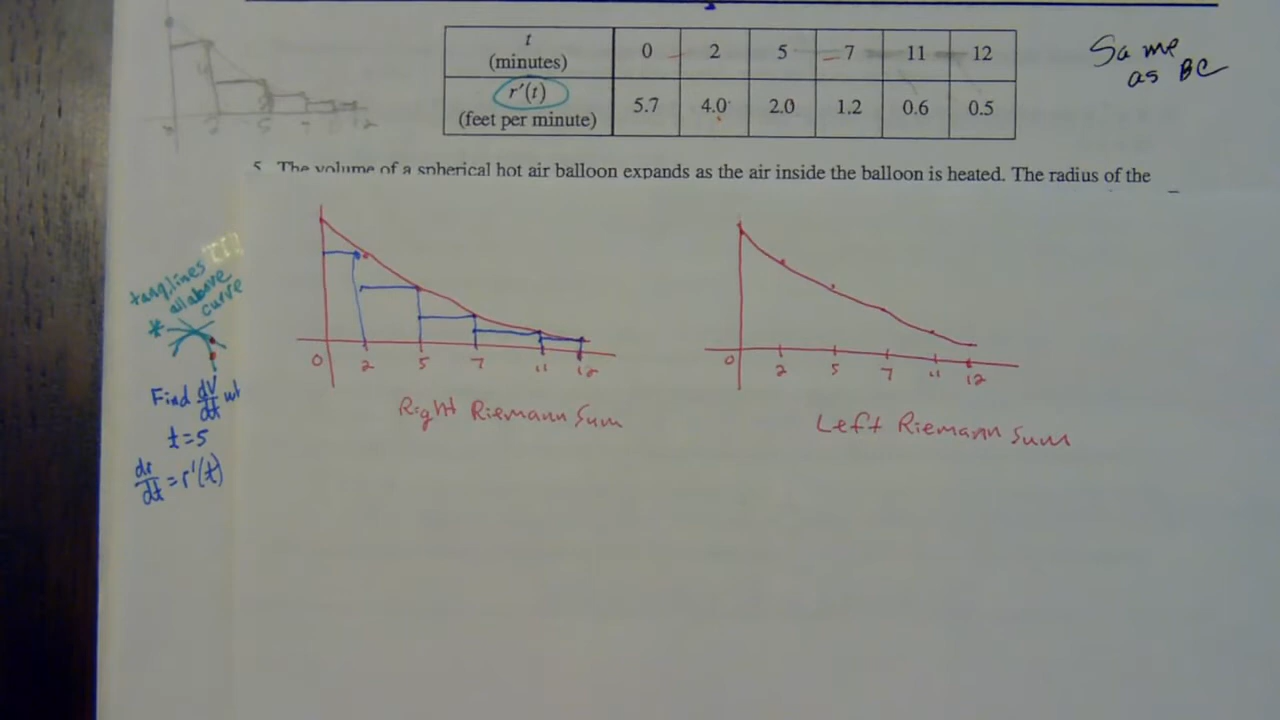 t
(minutes)
0 2 5 7 11 12
r'(t)
(feet per minute)
5.7 4.0 2.0 1.2 0.6 0.5
Same
as BC
5. The volume of a spherical hot air balloon expands as the air inside the balloon is heated. The radius of the
tang lines
all above
curve
*
Find dV/dt
t=5
dr/dt = r'(t)
0 2 5 7 11 12
Right Riemann Sum
0 2 5 7 11 12
Left Riemann Sum